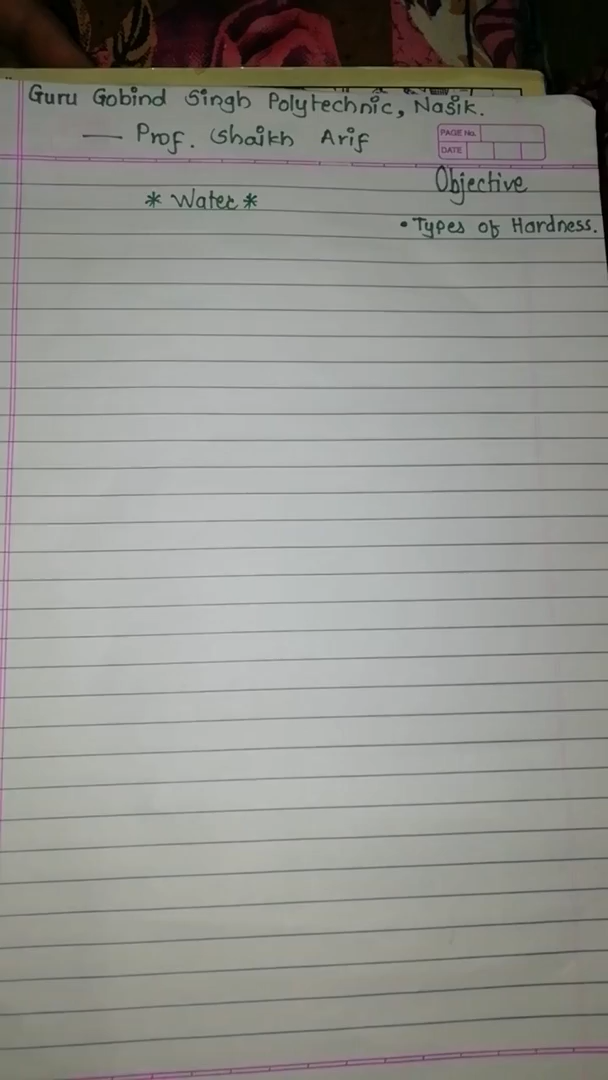 Guru Gobind Singh Polytechnic, Nasik.
— Prof. Shaikh Arif
PAGE No.
DATE
Objective
* Water *
• Types of Hardness.